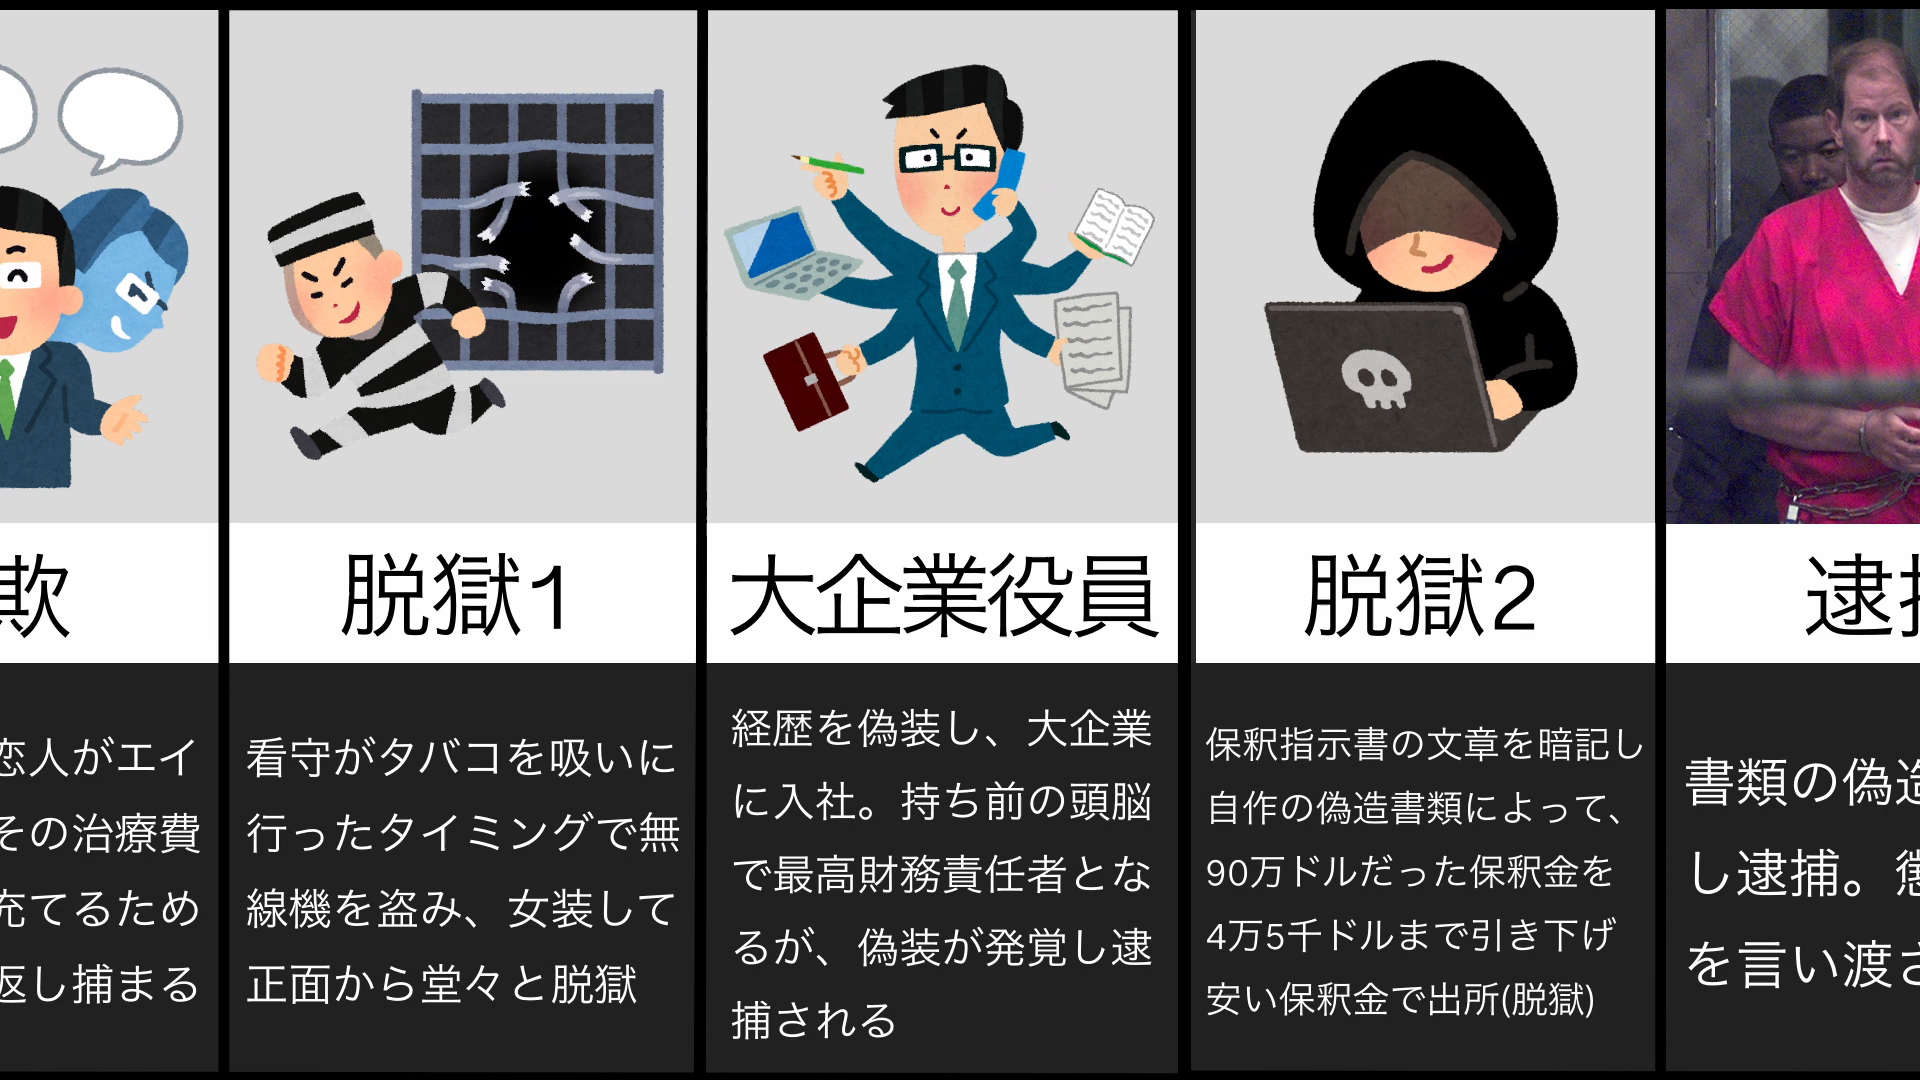 欺
恋人がエイ
その治療費
充てるため
返し捕まる
脱獄1
看守がタバコを吸いに
行ったタイミングで無
線機を盗み、女装して
正面から堂々と脱獄
大企業役員
経歴を偽装し、大企業
に入社。持ち前の頭脳
で最高財務責任者とな
るが、偽装が発覚し逮
捕される
脱獄2
保釈指示書の文章を暗記し
自作の偽造書類によって、
90万ドルだった保釈金を
4万5千ドルまで引き下げ
安い保釈金で出所(脱獄)
逮
書類の偽造
し逮捕。懲
を言い渡さ